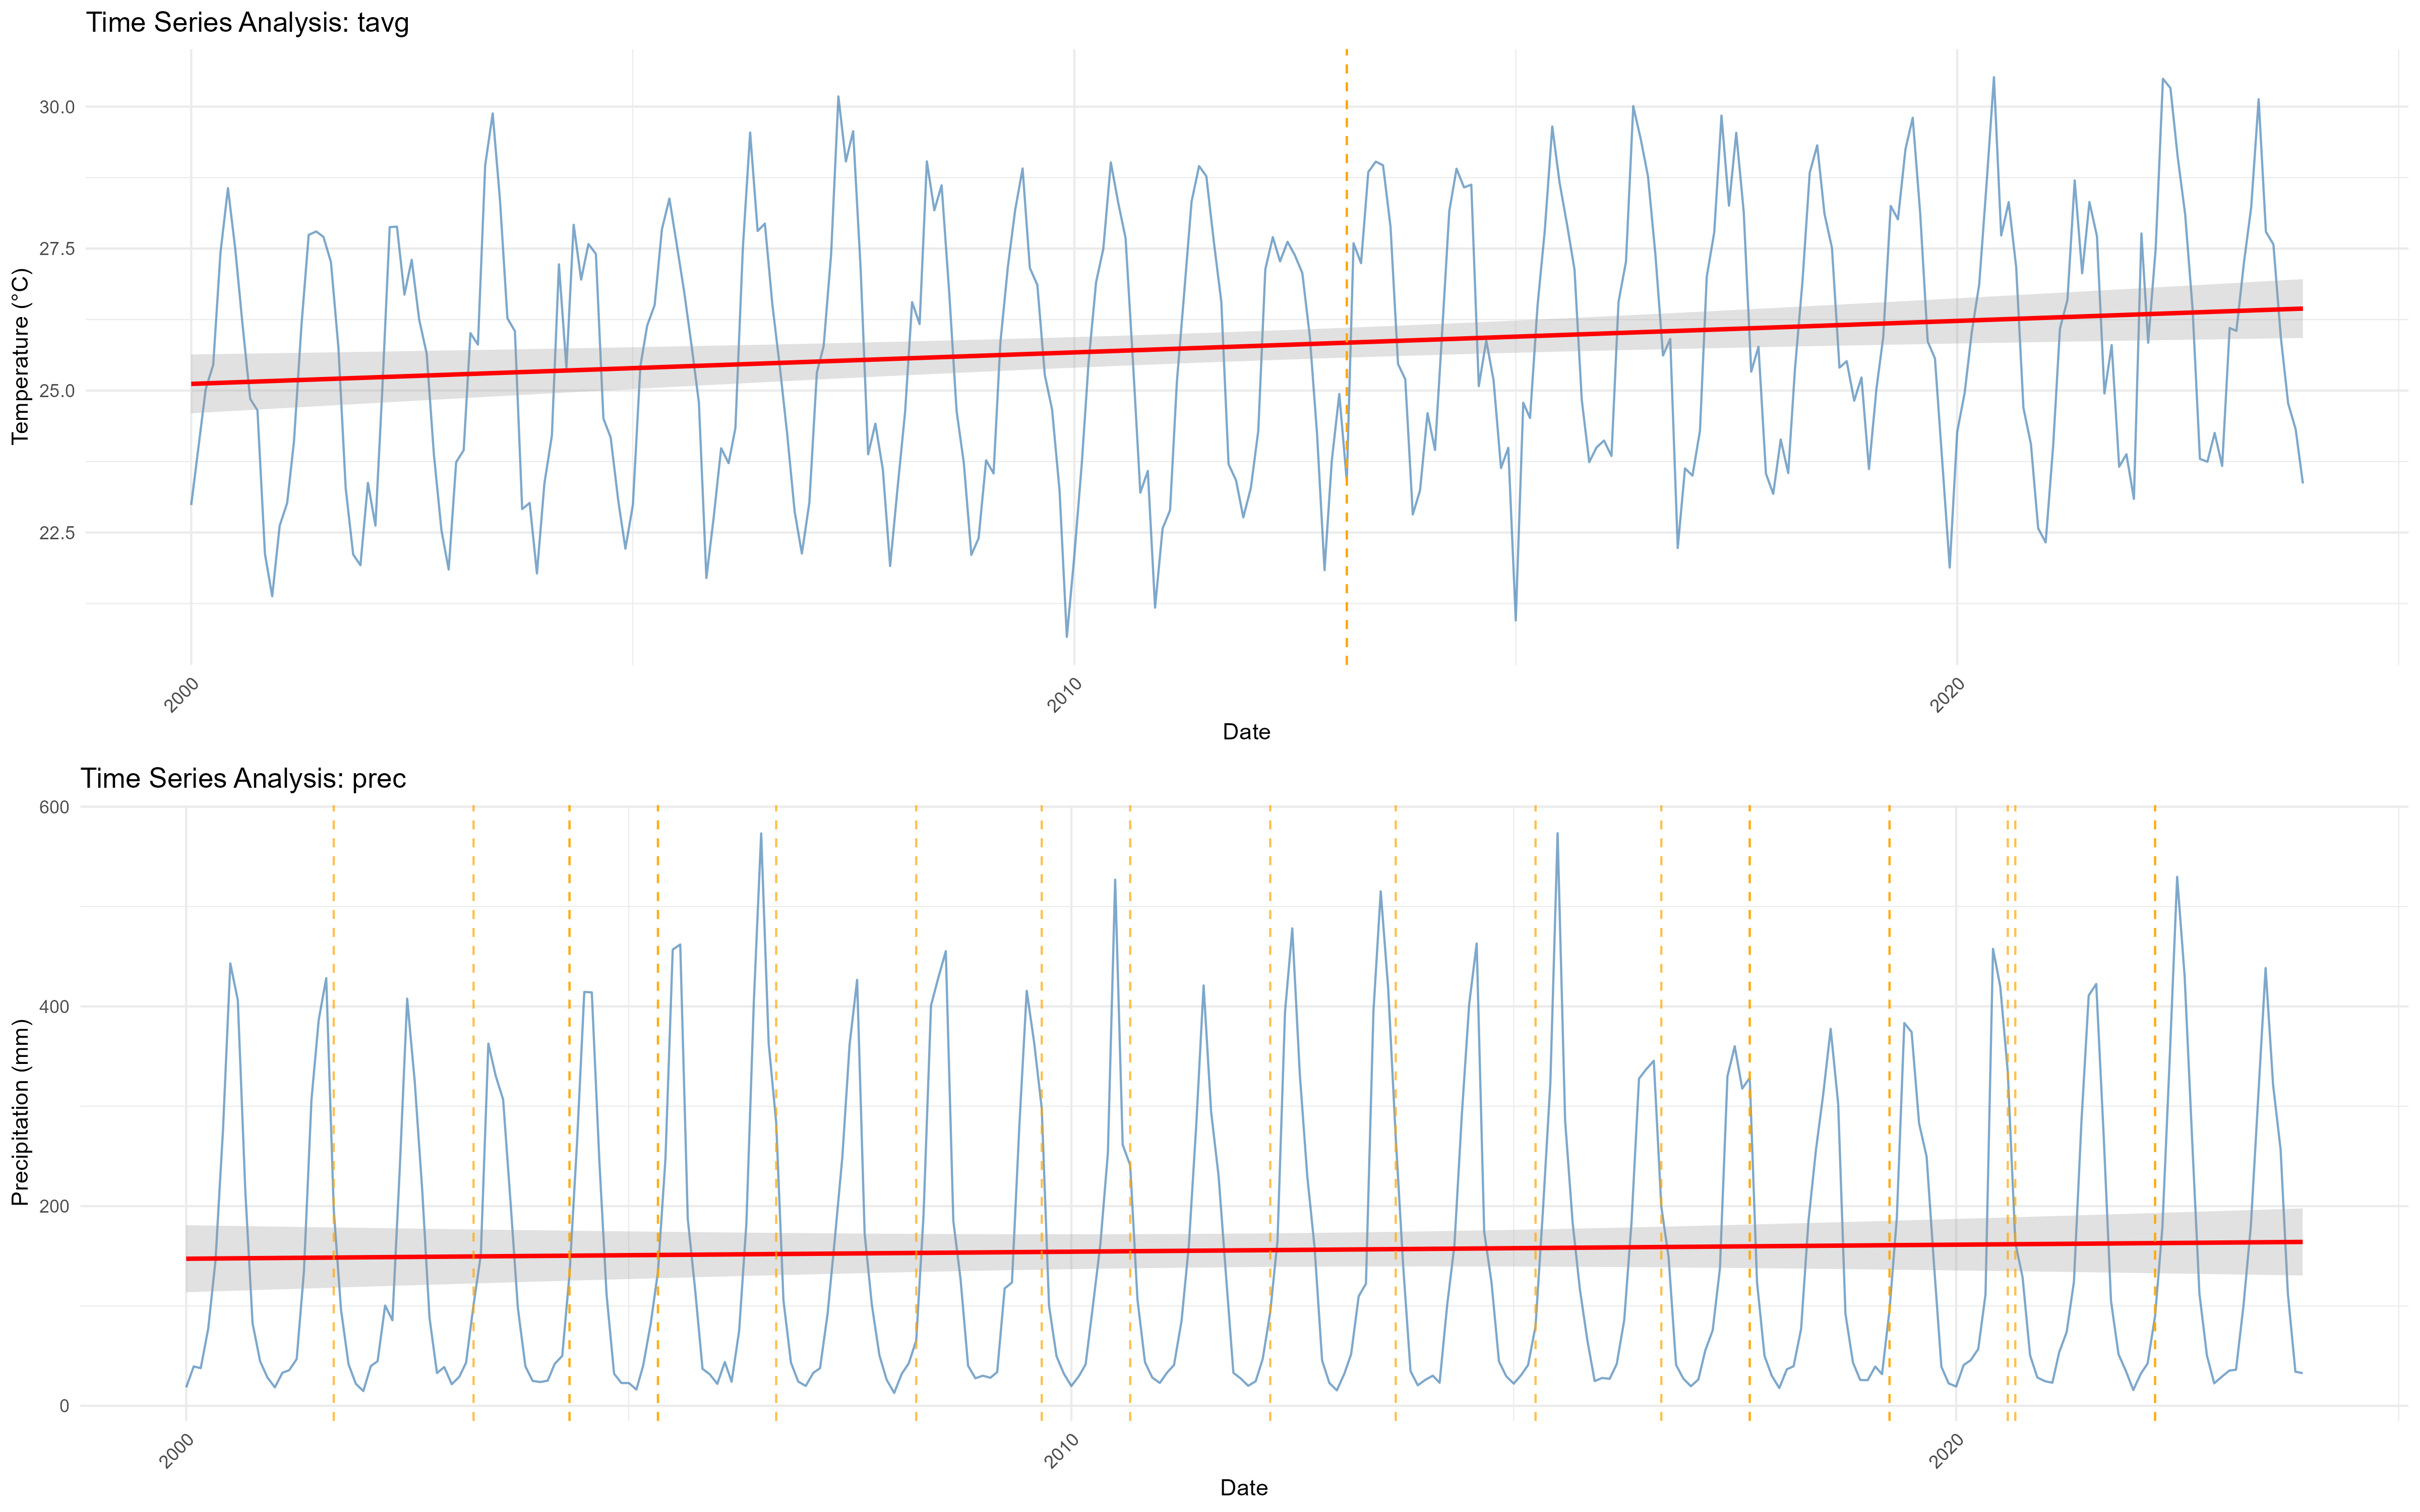 Time Series Analysis: tavg
Temperature (°C)
30.0
27.5
25.0
22.5
2000
2010
2020
Date
Time Series Analysis: prec
Precipitation (mm)
600
400
200
0
2000
2010
2020
Date